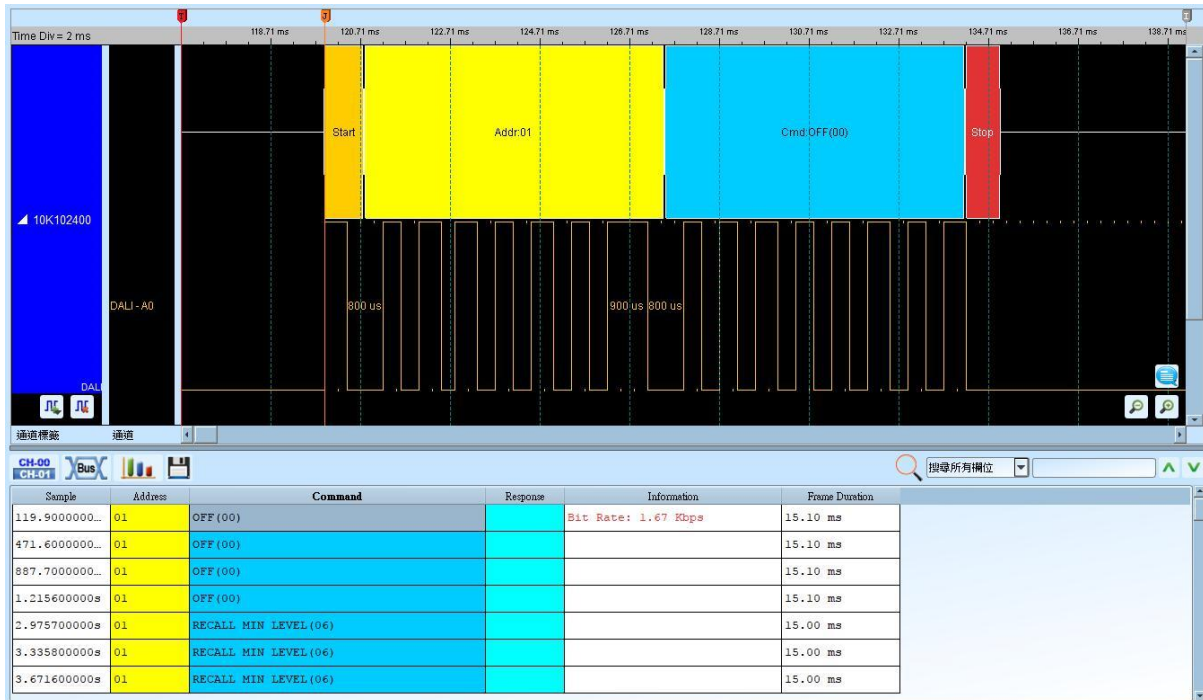 T
J
T
Time Div = 2 ms
118.71 ms 120.71 ms 122.71 ms 124.71 ms 126.71 ms 128.71 ms 130.71 ms 132.71 ms 134.71 ms 136.71 ms 138.71 ms
Start Addr:01 Cmd:OFF(00) Stop
10K102400
DALI - A0 800 us 900 us 800 us
DALI
通道標籤 通道
CH-00
CH-01
Bus
搜尋所有欄位
Sample Address Command Response Information Frame Duration
119.9000000... 01 OFF(00) Bit Rate: 1.67 Kbps 15.10 ms
471.6000000... 01 OFF(00) 15.10 ms
887.7000000... 01 OFF(00) 15.10 ms
1.215600000s 01 OFF(00) 15.10 ms
2.975700000s 01 RECALL MIN LEVEL(06) 15.00 ms
3.335800000s 01 RECALL MIN LEVEL(06) 15.00 ms
3.671600000s 01 RECALL MIN LEVEL(06) 15.00 ms